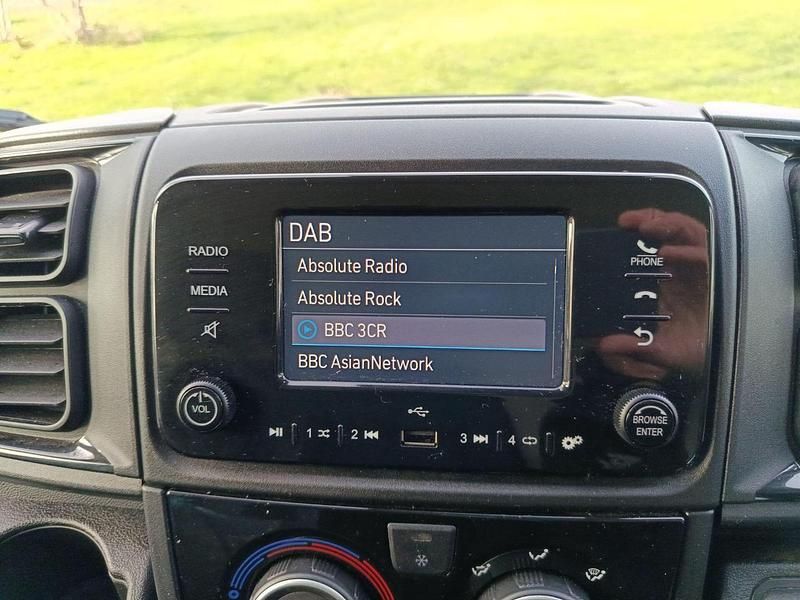 DAB
Absolute Radio
Absolute Rock
BBC 3CR
BBC AsianNetwork
RADIO
MEDIA
VOL
PHONE
BROWSE
ENTER
1 2 3 4